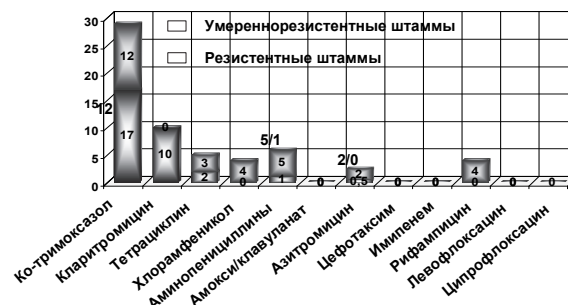 30
25
20
15
10
5
0
Умереннорезистентные штаммы
Резистентные штаммы
12
12
17
0
10
3
2
4
0
5/1
5
1
0
2/0
2
0,5
0
0
4
0
0
0
Ко-тримоксазол
Кларитромицин
Тетрациклин
Хлорамфеникол
Аминопенициллины
Амокси/клавуланат
Азитромицин
Цефотаксим
Имипенем
Рифампицин
Левофлоксацин
Ципрофлоксацин